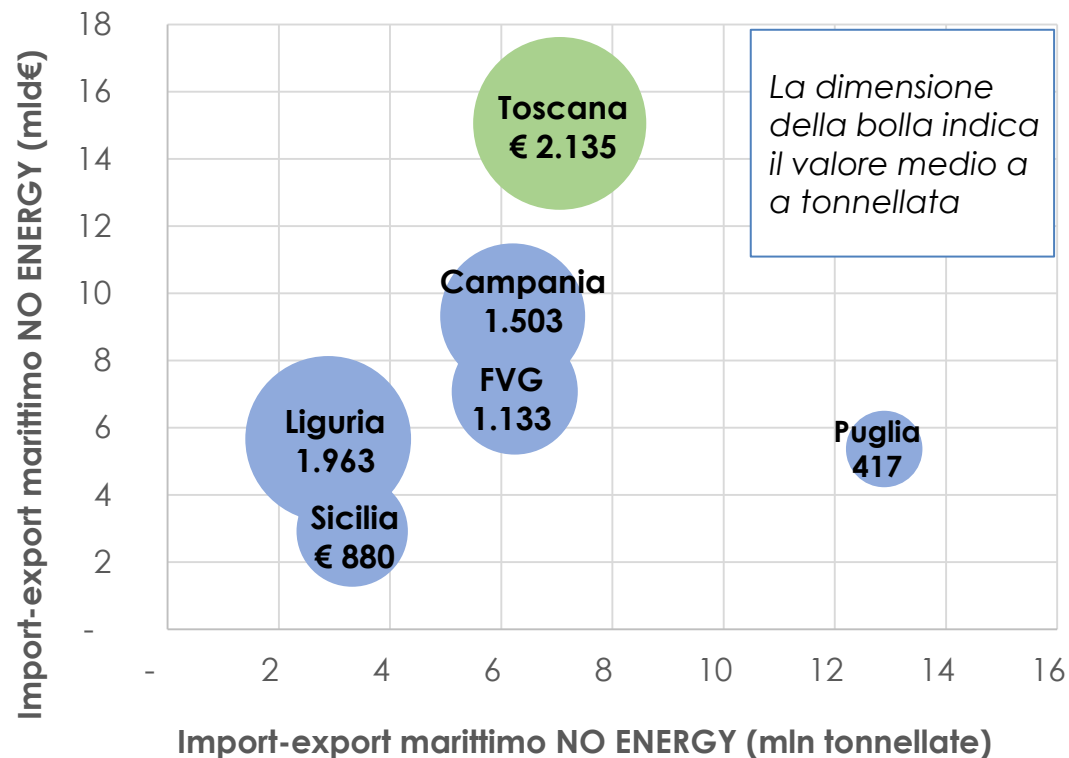 Import-export marittimo NO ENERGY (mld€)
18
16
14
12
10
8
6
4
2
-
La dimensione
della bolla indica
il valore medio a
a tonnellata
Toscana
€ 2.135
Campania
1.503
FVG
1.133
Liguria
1.963
Puglia
417
Sicilia
€ 880
- 2 4 6 8 10 12 14 16
Import-export marittimo NO ENERGY (mln tonnellate)